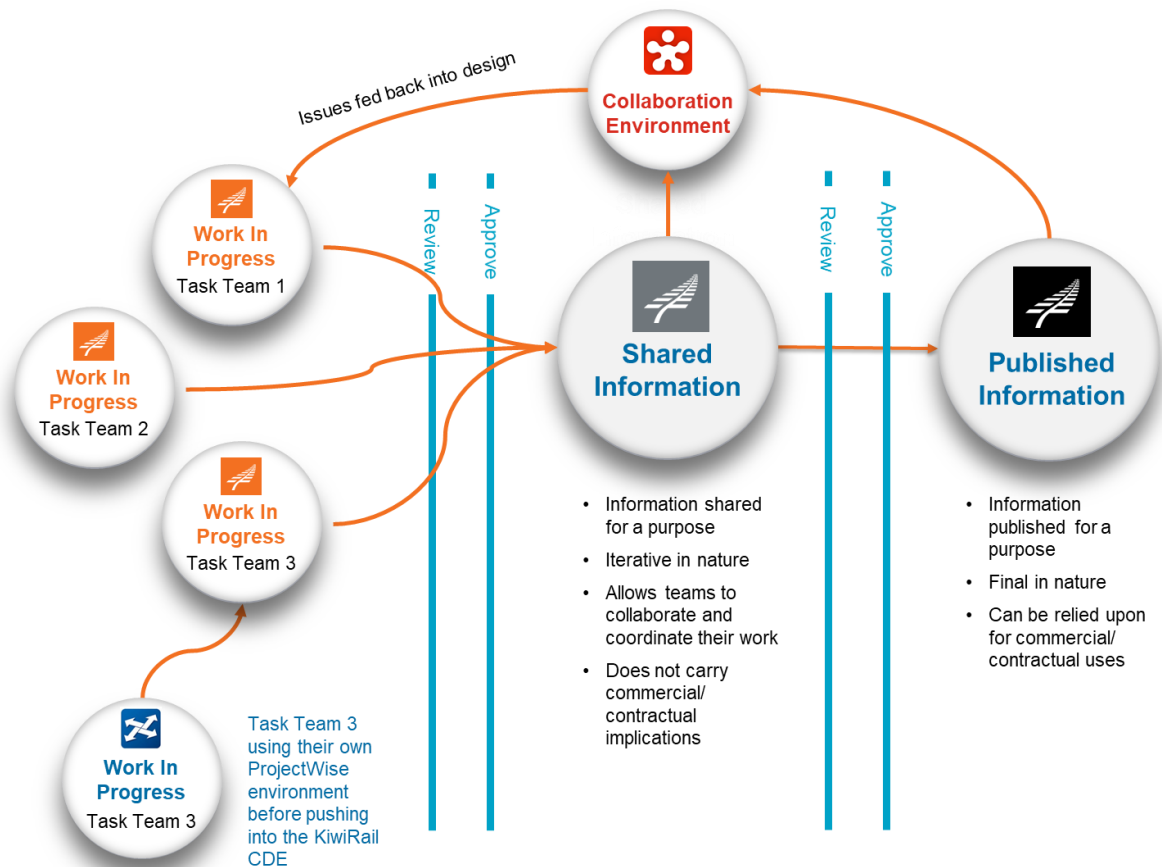 Collaboration
Environment
Issues fed back into design
Work In
Progress
Task Team 1
Work In
Progress
Task Team 2
Work In
Progress
Task Team 3
Work In
Progress
Task Team 3
Task Team 3
using their own
ProjectWise
environment
before pushing
into the KiwiRail
CDE
Review
Approve
Shared
Information
• Information shared
for a purpose
• Iterative in nature
• Allows teams to
collaborate and
coordinate their work
• Does not carry
commercial/
contractual
implications
Review
Approve
Published
Information
• Information
published for a
purpose
• Final in nature
• Can be relied upon
for commercial/
contractual uses